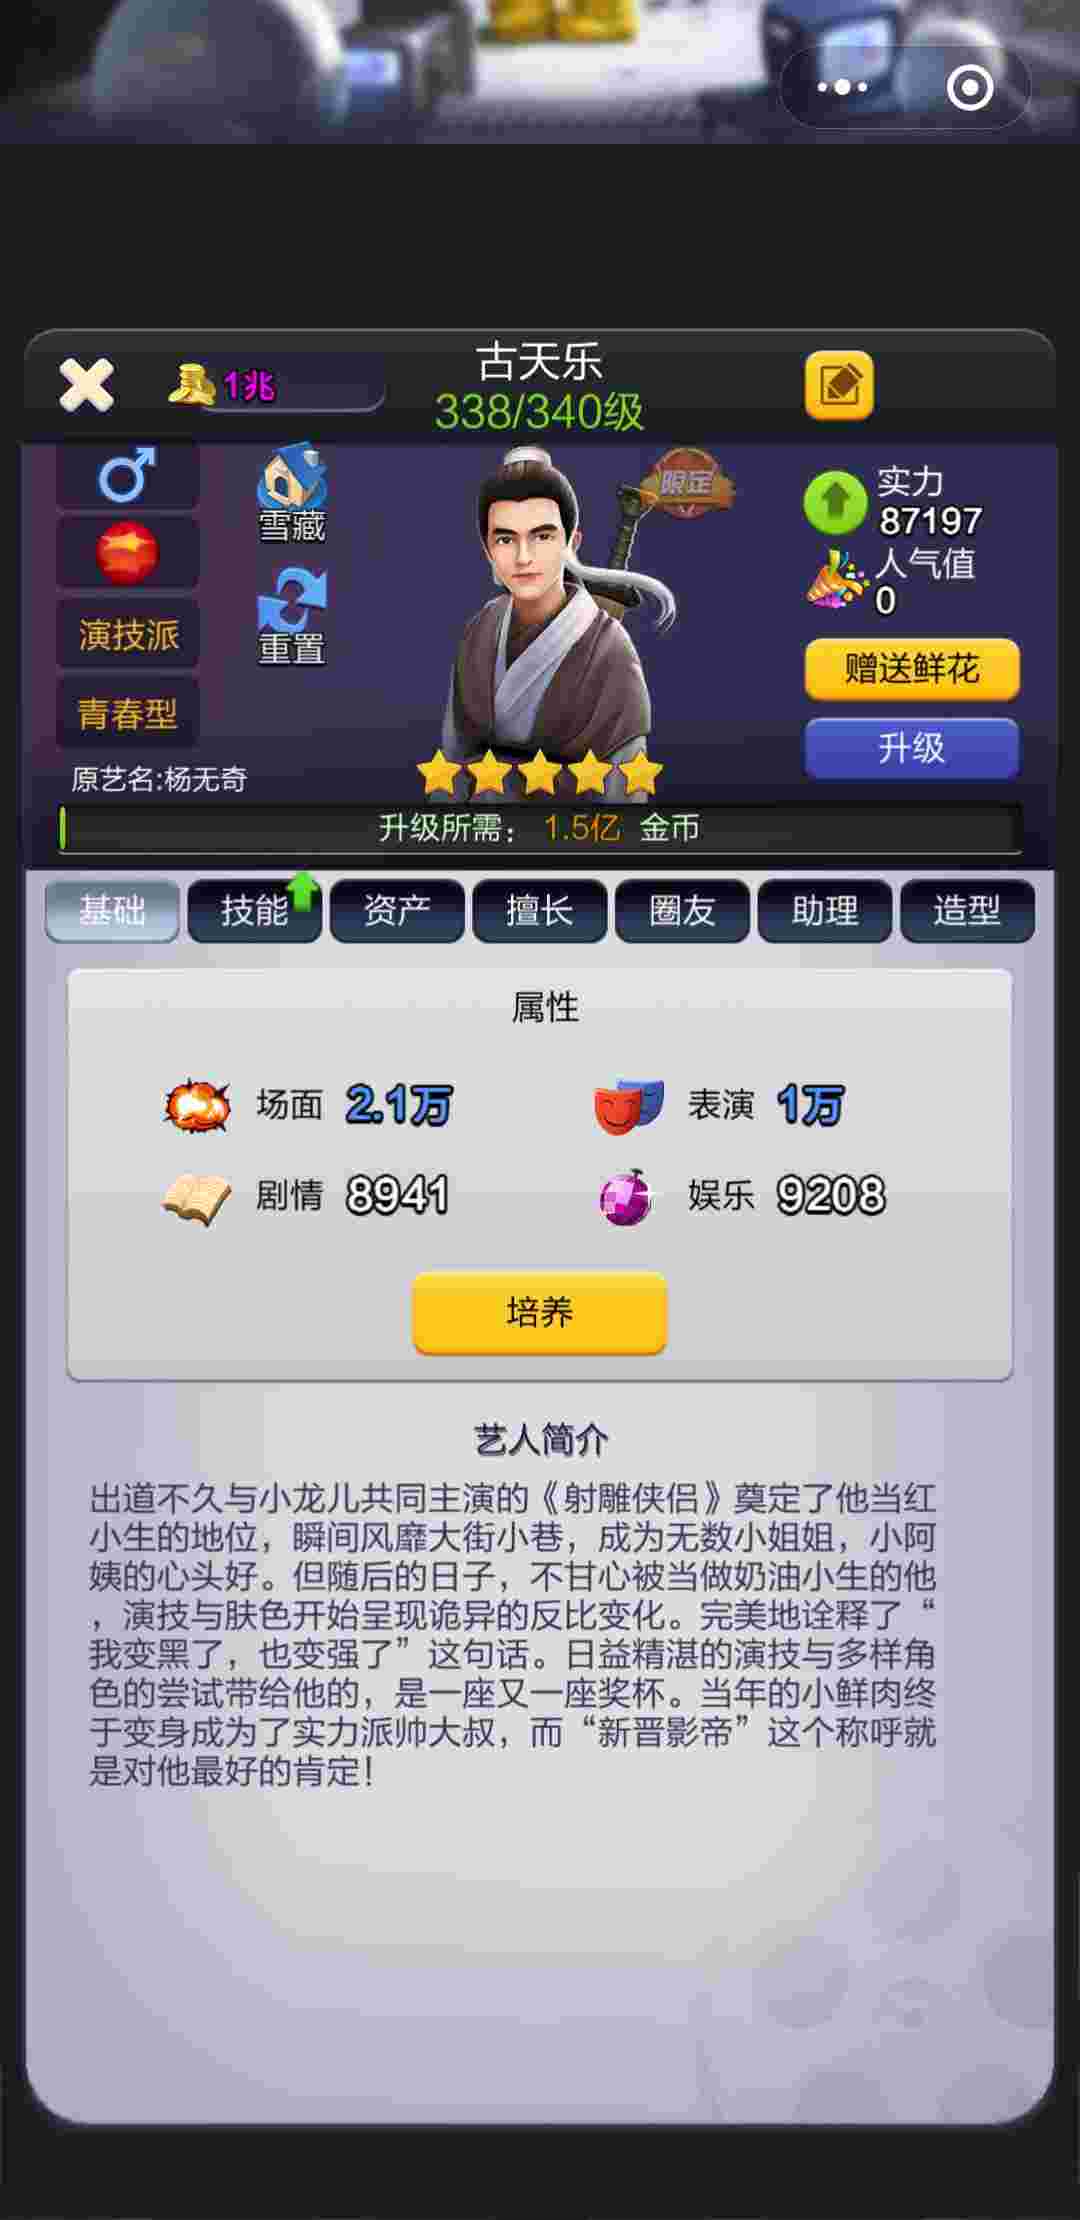 古天乐
1兆
338/340级
限定
雪藏
重置
演技派
青春型
原艺名:杨无奇
实力
87197
人气值
0
赠送鲜花
升级
升级所需： 1.5亿 金币
基础 技能 资产 擅长 圈友 助理 造型
属性
场面 2.1万 表演 1万
剧情 8941 娱乐 9208
培养
艺人简介
出道不久与小龙儿共同主演的《射雕侠侣》奠定了他当红
小生的地位，瞬间风靡大街小巷，成为无数小姐姐，小阿
姨的心头好。但随后的日子，不甘心被当做奶油小生的他
，演技与肤色开始呈现诡异的反比变化。完美地诠释了“
我变黑了，也变强了”这句话。日益精湛的演技与多样角
色的尝试带给他的，是一座又一座奖杯。当年的小鲜肉终
于变身成为了实力派帅大叔，而“新晋影帝”这个称呼就
是对他最好的肯定！